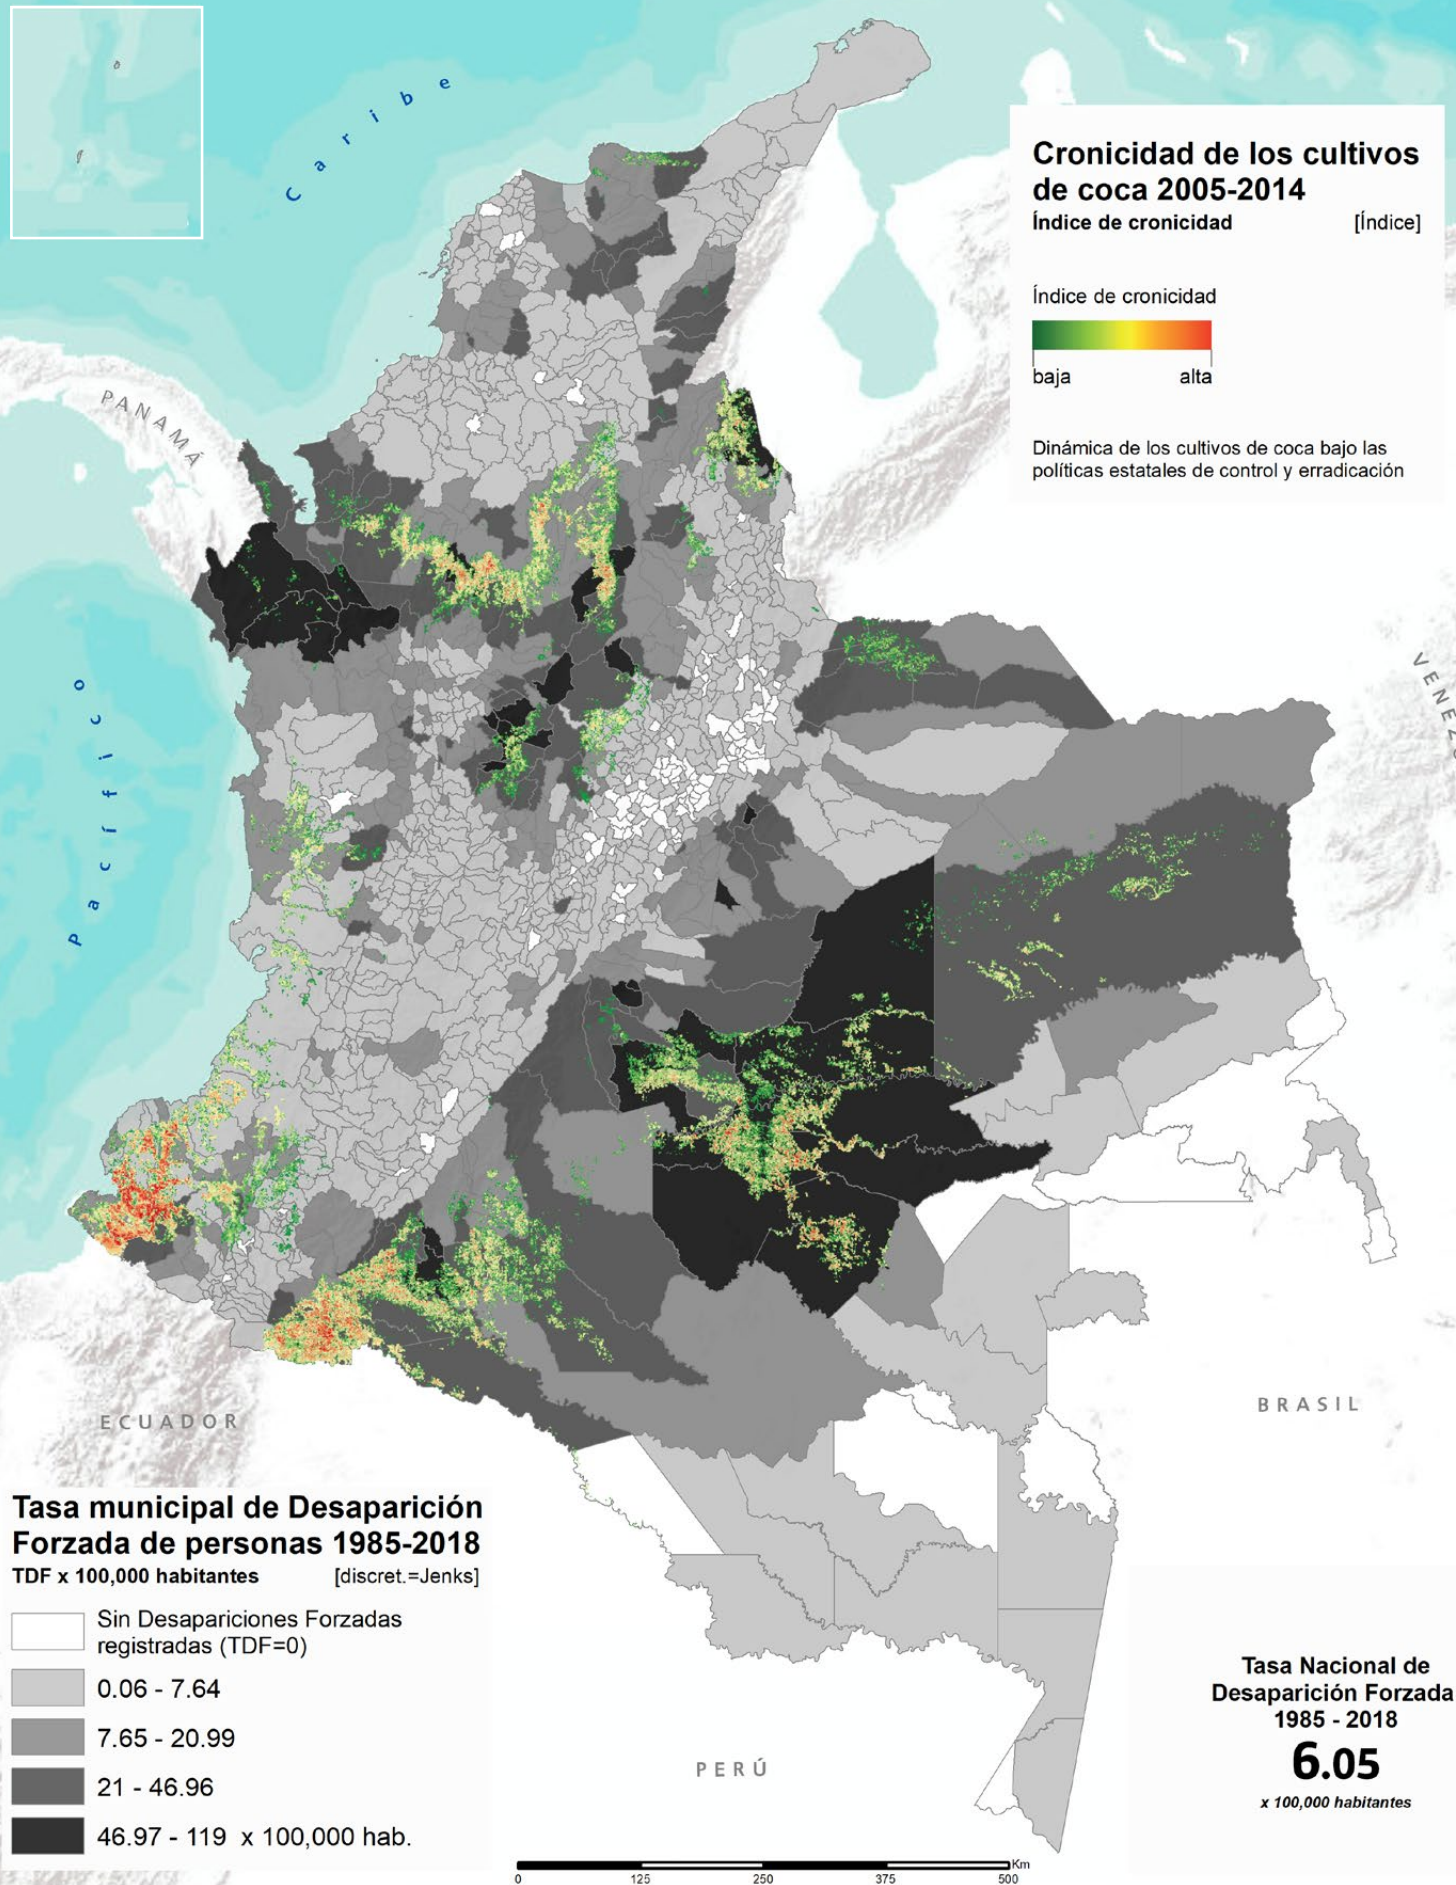 Caribe
PANAMÁ
Pacífico
Cronicidad de los cultivos
de coca 2005-2014
Índice de cronicidad [Índice]
Índice de cronicidad
baja alta
Dinámica de los cultivos de coca bajo las
políticas estatales de control y erradicación
ECUADOR
BRASIL
PERÚ
Tasa municipal de Desaparición
Forzada de personas 1985-2018
TDF x 100,000 habitantes [discret.=Jenks]
Sin Desapariciones Forzadas
registradas (TDF=0)
0.06 - 7.64
7.65 - 20.99
21 - 46.96
46.97 - 119 x 100,000 hab.
Tasa Nacional de
Desaparición Forzada
1985 - 2018
6.05
x 100,000 habitantes
Km
0 125 250 375 500